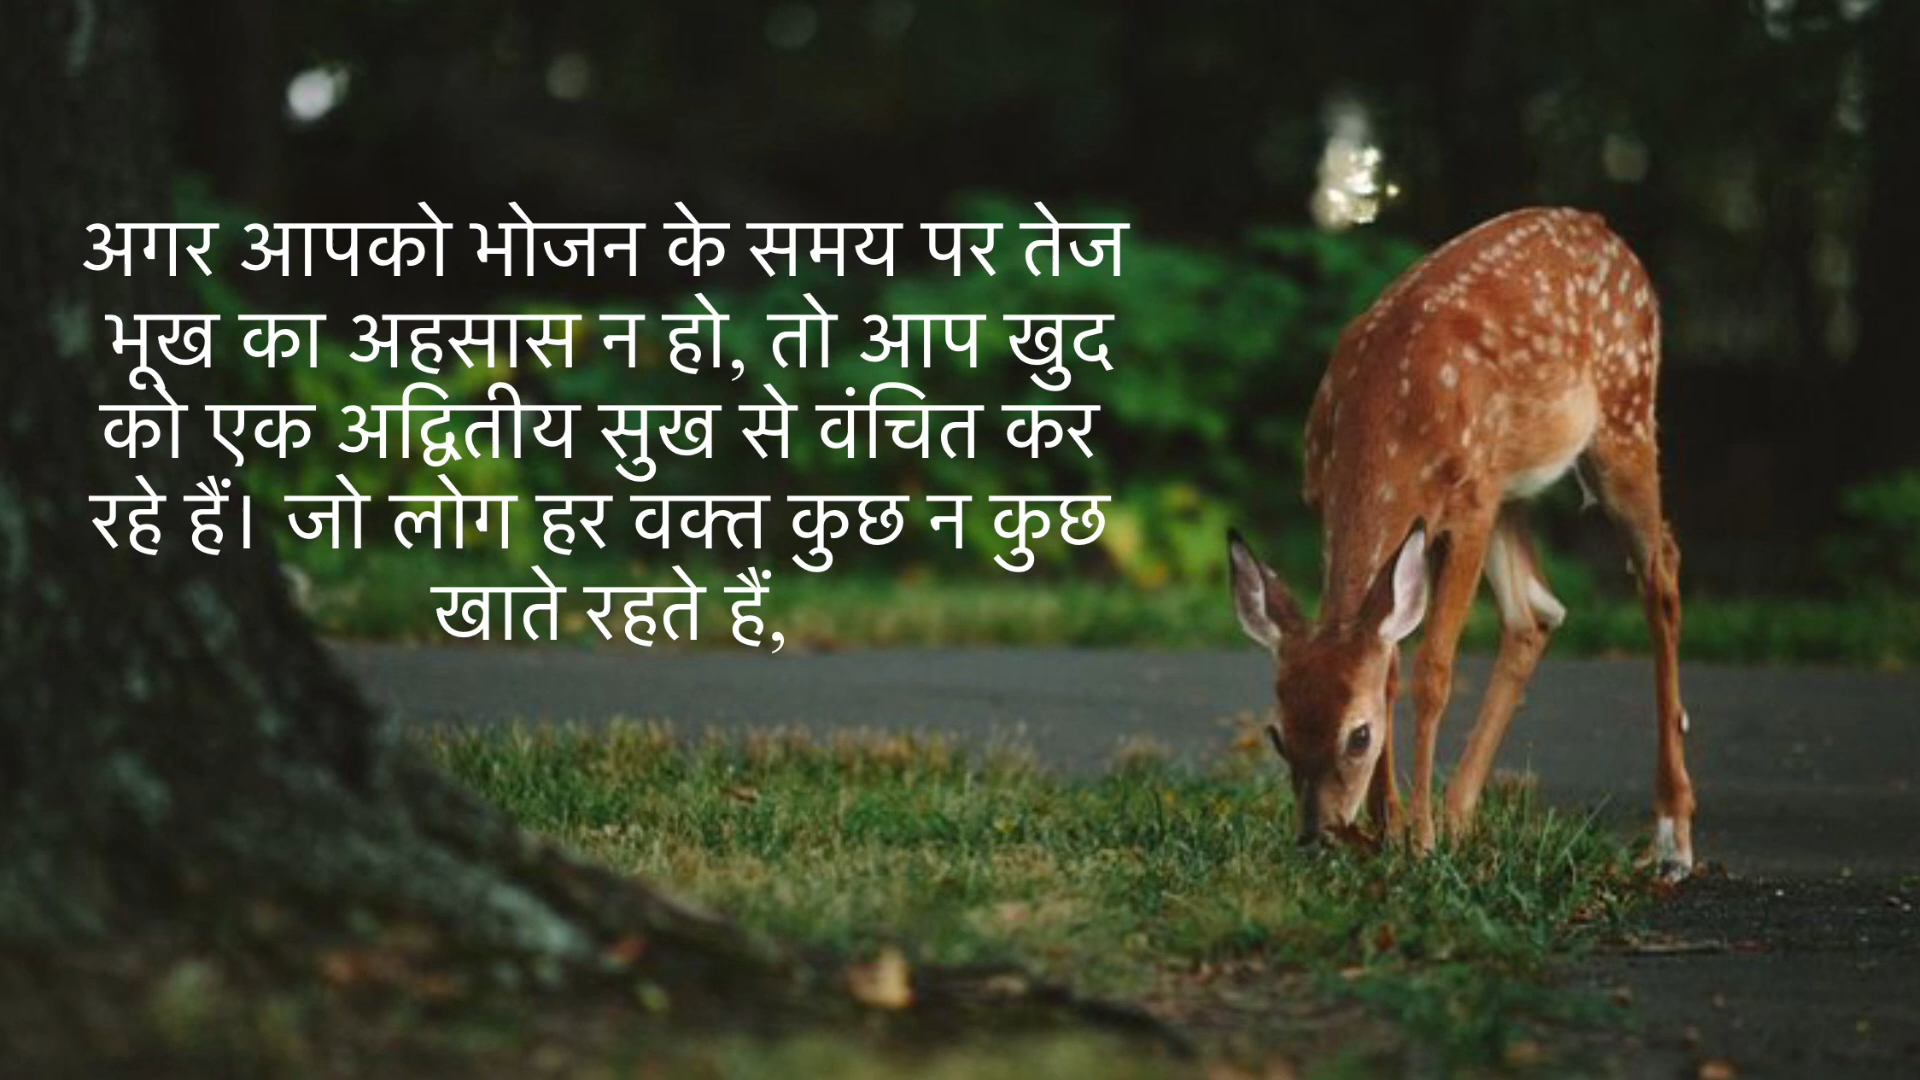 अगर आपको भोजन के समय पर तेज
भूख का अहसास न हो, तो आप खुद
को एक अद्वितीय सुख से वंचित कर
रहे हैं। जो लोग हर वक्त कुछ न कुछ
खाते रहते हैं,